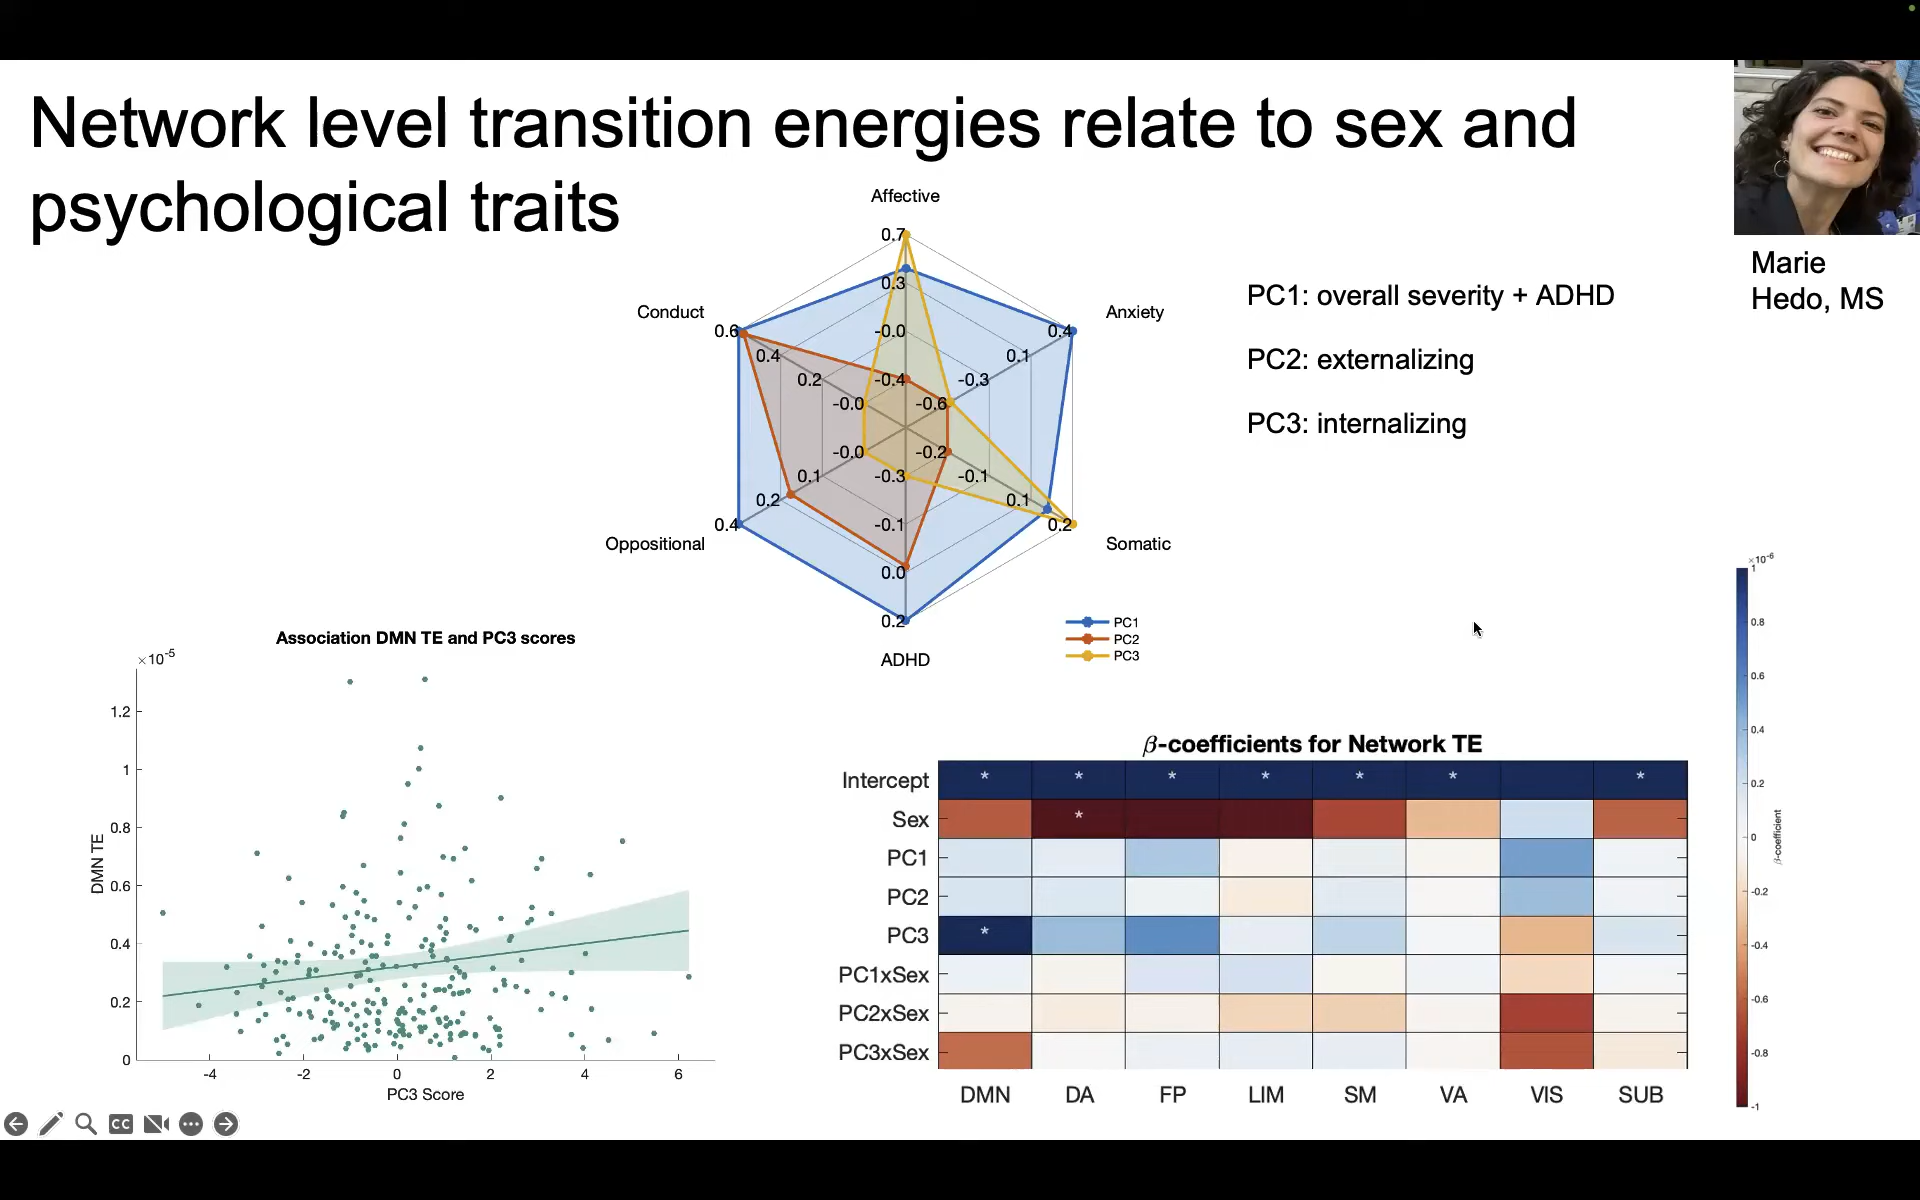 Network level transition energies relate to sex and
psychological traits
Marie
Hedo, MS
Affective
Conduct
Anxiety
Oppositional
Somatic
ADHD
0.7
0.3
-0.0
-0.4
0.6
0.4
0.2
-0.0
0.4
0.1
-0.3
-0.6
-0.0
0.1
0.2
0.4
-0.2
-0.1
0.1
0.2
-0.3
-0.1
0.0
0.2
PC1
PC2
PC3
PC1: overall severity + ADHD
PC2: externalizing
PC3: internalizing
Association DMN TE and PC3 scores
×10-5
1.2
1
0.8
0.6
0.4
0.2
0
DMN TE
-4
-2
0
2
4
6
PC3 Score
β-coefficients for Network TE
Intercept * * * * * * *
Sex *
PC1
PC2
PC3 *
PC1xSex
PC2xSex
PC3xSex
DMN DA FP LIM SM VA VIS SUB
×10-6
1
0.8
0.6
0.4
0.2
0
-0.2
-0.4
-0.6
-0.8
-1
β-coefficient
CC